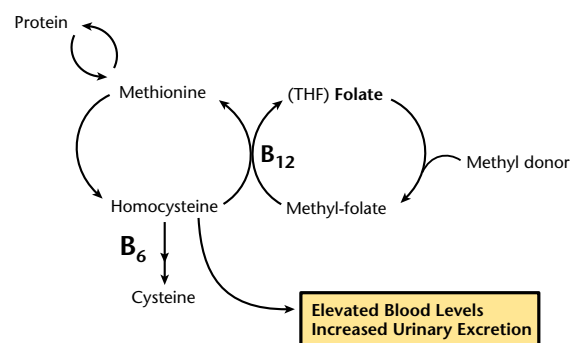 Protein
Methionine
(THF) Folate
B12
Methyl donor
Homocysteine
Methyl-folate
B6
Cysteine
Elevated Blood Levels
Increased Urinary Excretion